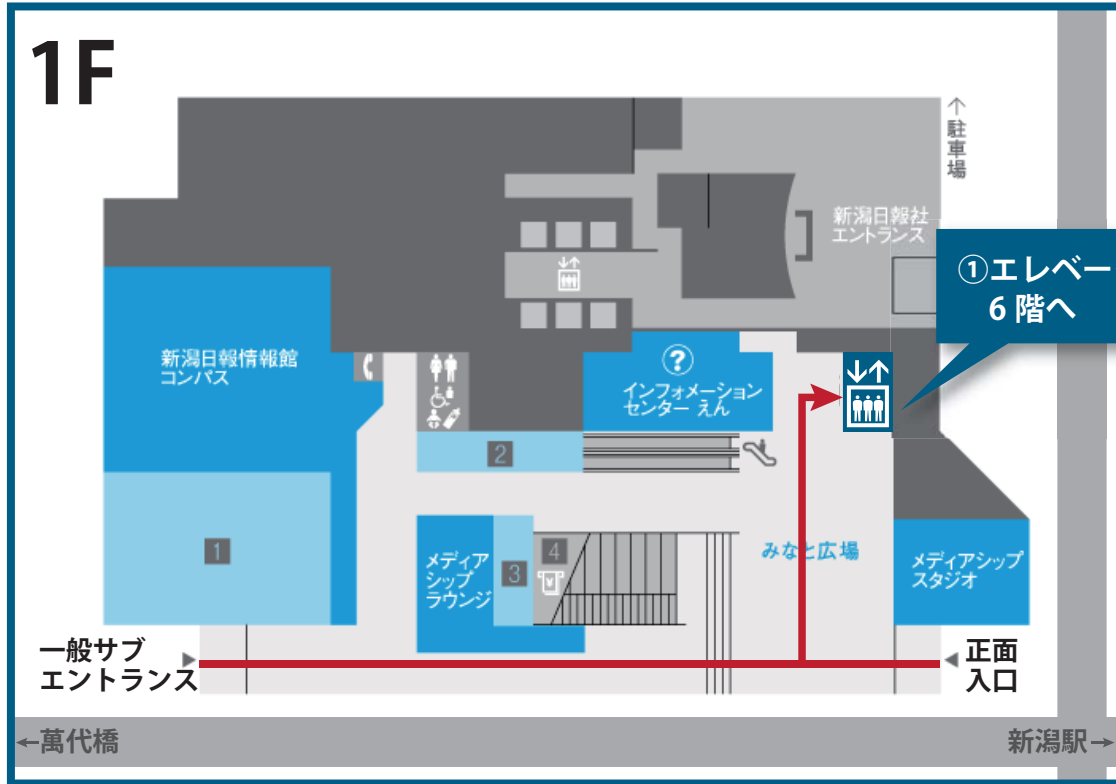 1F
↑駐車場
新潟日報社
エントランス
①エレベー
6 階へ
新潟日報情報館
コンパス
?
インフォメーション
センター えん
2
1
メディア
シップ
ラウンジ
3
4
¥
みなと広場
メディアシップ
スタジオ
一般サブ
エントランス
正面
入口
←萬代橋
新潟駅→